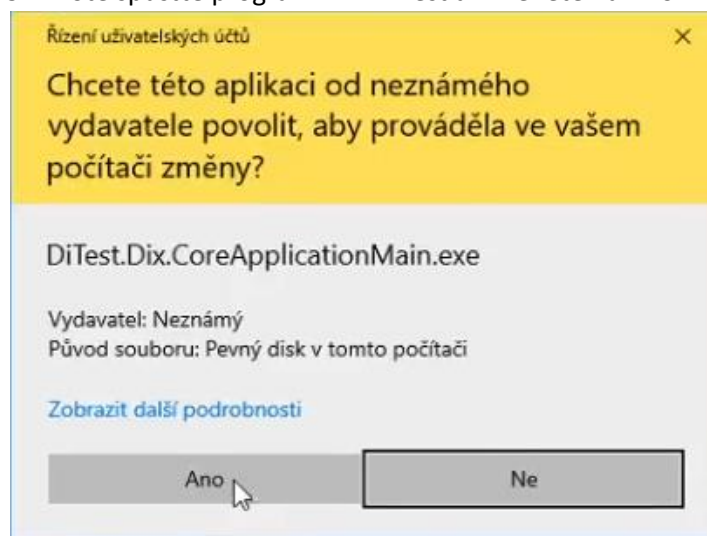 Řízení uživatelských účtů
Chcete této aplikaci od neznámého
vydavatele povolit, aby prováděla ve vašem
počítači změny?
DiTest.Dix.CoreApplicationMain.exe
Vydavatel: Neznámý
Původ souboru: Pevný disk v tomto počítači
Zobrazit další podrobnosti
Ano
Ne